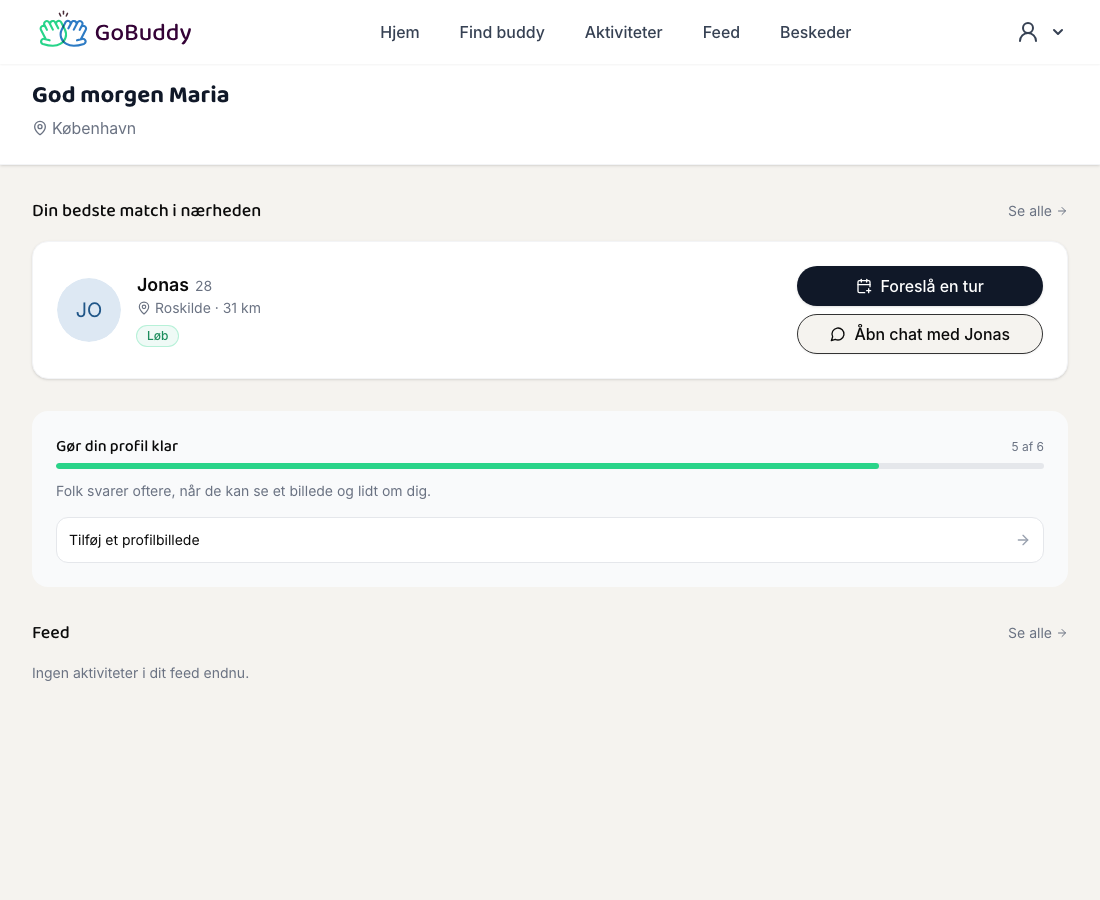 GoBuddy
Hjem
Find buddy
Aktiviteter
Feed
Beskeder
God morgen Maria
København
Din bedste match i nærheden
Se alle →
JO
Jonas 28
Roskilde · 31 km
Løb
Foreslå en tur
Åbn chat med Jonas
Gør din profil klar
5 af 6
Folk svarer oftere, når de kan se et billede og lidt om dig.
Tilføj et profilbillede
Feed
Se alle →
Ingen aktiviteter i dit feed endnu.